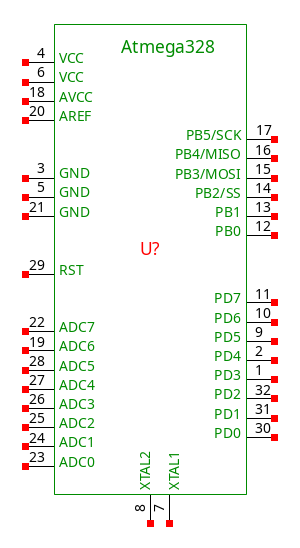 Atmega328
4 VCC
6 VCC
18 AVCC
20 AREF
PB5/SCK 17
PB4/MISO 16
PB3/MOSI 15
3 GND
PB2/SS 14
5 GND
PB1 13
21 GND
PB0 12
U?
29 RST
PD7 11
PD6 10
22 ADC7
PD5 9
19 ADC6
PD4 2
28 ADC5
PD3 1
27 ADC4
PD2 32
26 ADC3
PD1 31
25 ADC2
PD0 30
24 ADC1
23 ADC0
XTAL2
XTAL1
8
7